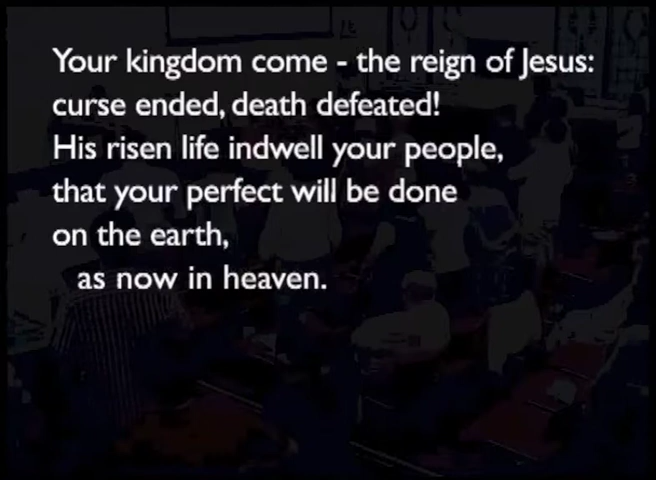 Your kingdom come - the reign of Jesus:
curse ended, death defeated!
His risen life indwell your people,
that your perfect will be done
on the earth,
as now in heaven.